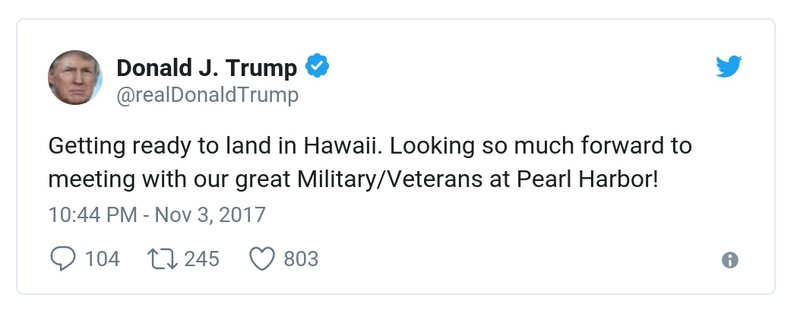 Donald J. Trump
@realDonaldTrump
Getting ready to land in Hawaii. Looking so much forward to
meeting with our great Military/Veterans at Pearl Harbor!
10:44 PM - Nov 3, 2017
104 245 803